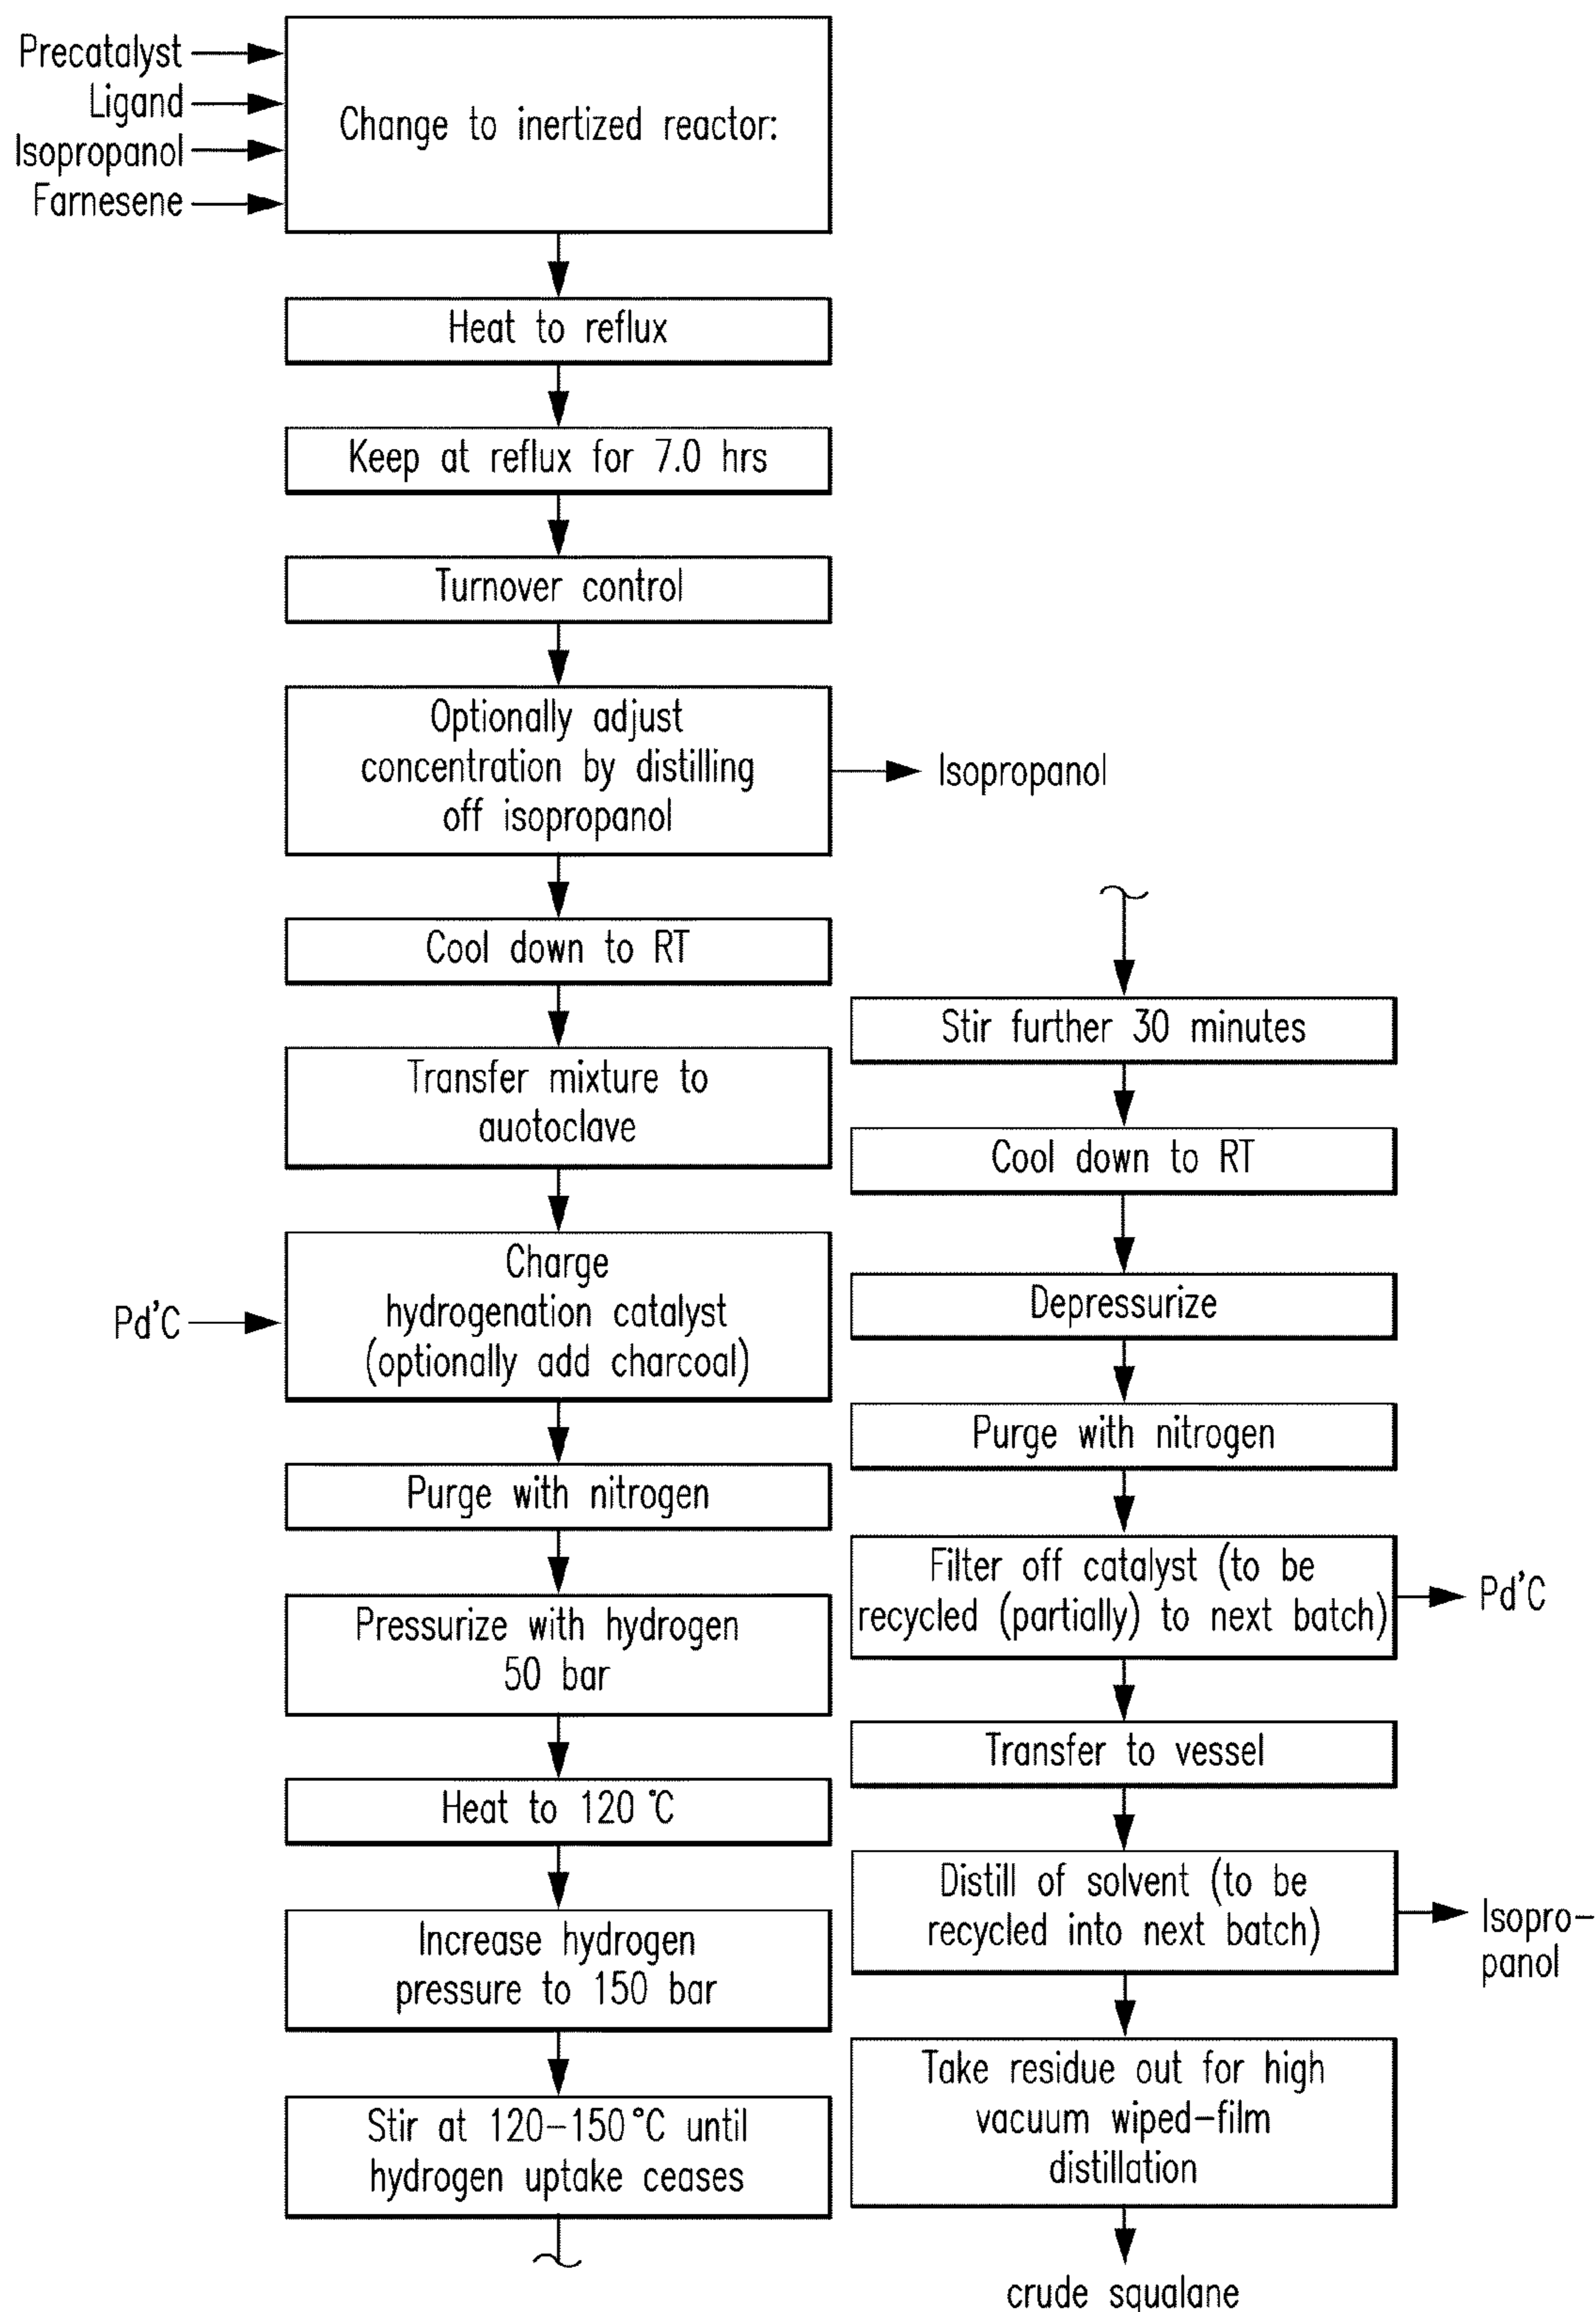 Precatalyst
Ligand
Isopropanol
Farnesene
Change to inertized reactor:
Heat to reflux
Keep at reflux for 7.0 hrs
Turnover control
Optionally adjust
concentration by distilling
off isopropanol
Isopropanol
Cool down to RT
Transfer mixture to
auotoclave
Pd'C
Charge
hydrogenation catalyst
(optionally add charcoal)
Purge with nitrogen
Pressurize with hydrogen
50 bar
Heat to 120 °C
Increase hydrogen
pressure to 150 bar
Stir at 120-150°C until
hydrogen uptake ceases
Stir further 30 minutes
Cool down to RT
Depressurize
Purge with nitrogen
Filter off catalyst (to be
recycled (partially) to next batch)
Pd'C
Transfer to vessel
Distill of solvent (to be
recycled into next batch)
Isopro-
panol
Take residue out for high
vacuum wiped-film
distillation
crude squalane